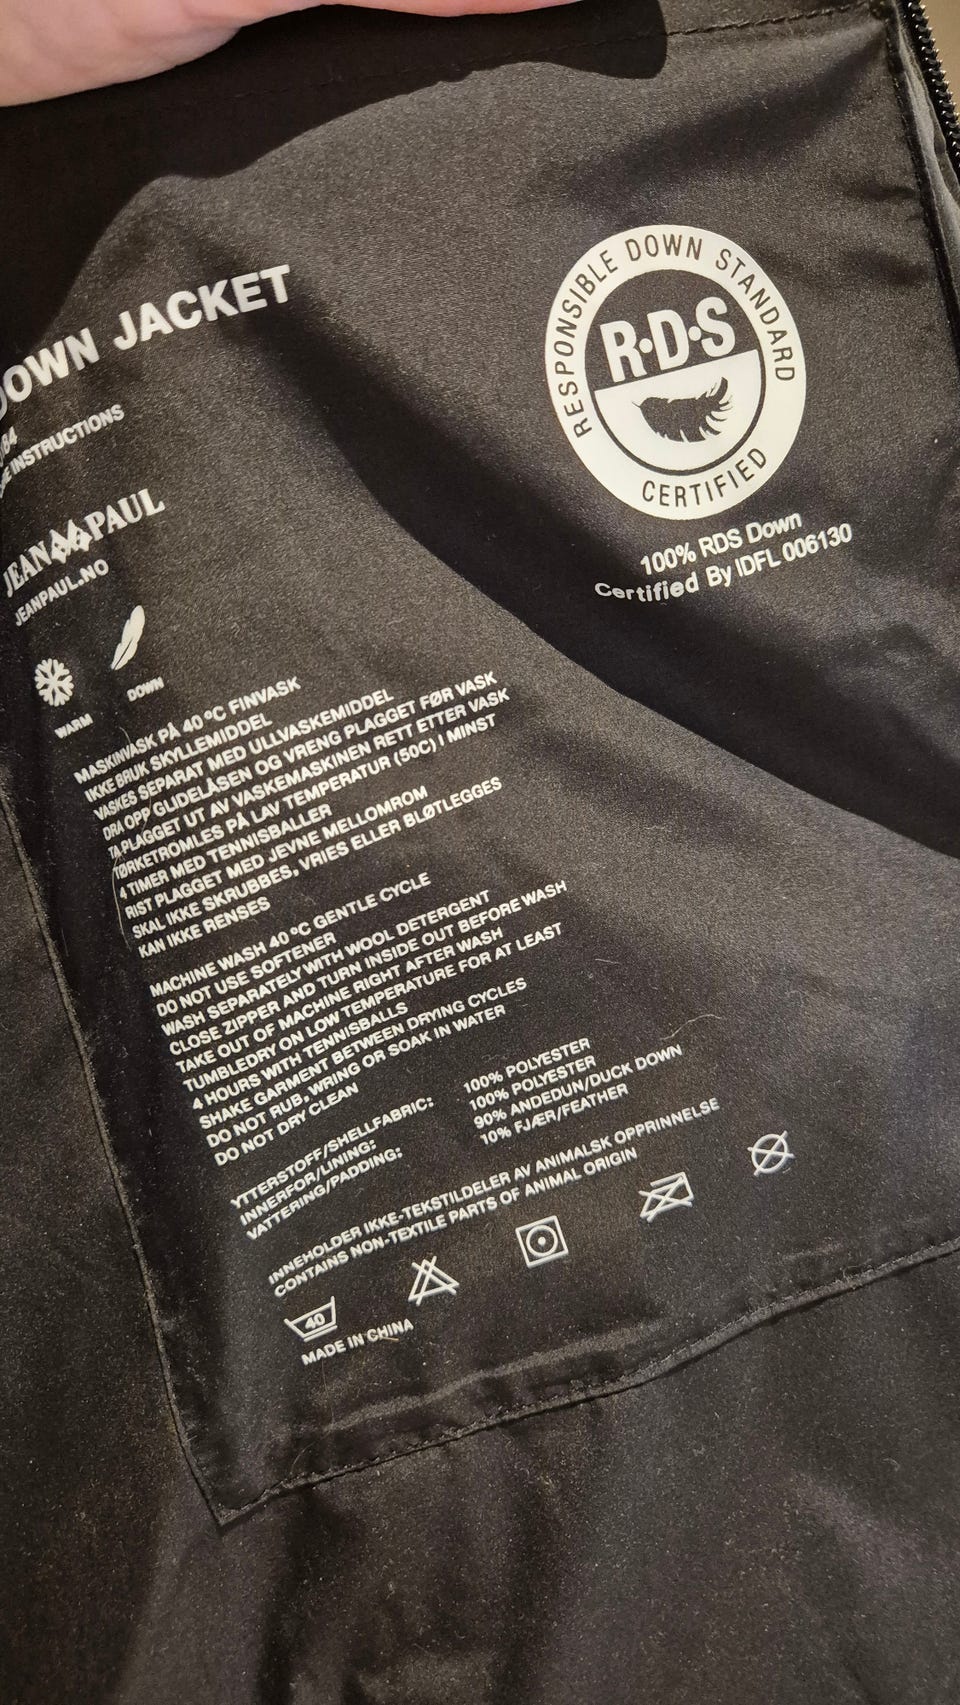 DOWN JACKET
INSTRUCTIONS
JEAN PAUL
JEANPAUL.NO
WARM
DOWN
RESPONSIBLE DOWN STANDARD
R·D·S
CERTIFIED
100% RDS Down
Certified By IDFL 006130
MASKINVASK PÅ 40 °C FINVASK
IKKE BRUK SKYLLEMIDDEL
VASKES SEPARAT MED ULLVASKEMIDDEL
DRA OPP GLIDELÅSEN OG VRENG PLAGGET FØR VASK
TA PLAGGET UT AV VASKEMASKINEN RETT ETTER VASK
TØRKETROMLES PÅ LAV TEMPERATUR (50C) I MINST
4 TIMER MED TENNISBALLER
RIST PLAGGET MED JEVNE MELLOMROM
SKAL IKKE SKRUBBES, VRIES ELLER BLØTLEGGES
KAN IKKE RENSES
MACHINE WASH 40 °C GENTLE CYCLE
DO NOT USE SOFTENER
WASH SEPARATELY WITH WOOL DETERGENT
CLOSE ZIPPER AND TURN INSIDE OUT BEFORE WASH
TAKE OUT OF MACHINE RIGHT AFTER WASH
TUMBLEDRY ON LOW TEMPERATURE FOR AT LEAST
4 HOURS WITH TENNISBALLS
SHAKE GARMENT BETWEEN DRYING CYCLES
DO NOT RUB, WRING OR SOAK IN WATER
DO NOT DRY CLEAN
YTTERSTOFF/SHELLFABRIC: 100% POLYESTER
INNERFOR/LINING: 100% POLYESTER
VATTERING/PADDING: 90% ANDEDUN/DUCK DOWN
10% FJÆR/FEATHER
INNEHOLDER IKKE-TEKSTILDELER AV ANIMALSK OPPRINNELSE
CONTAINS NON-TEXTILE PARTS OF ANIMAL ORIGIN
40
MADE IN CHINA